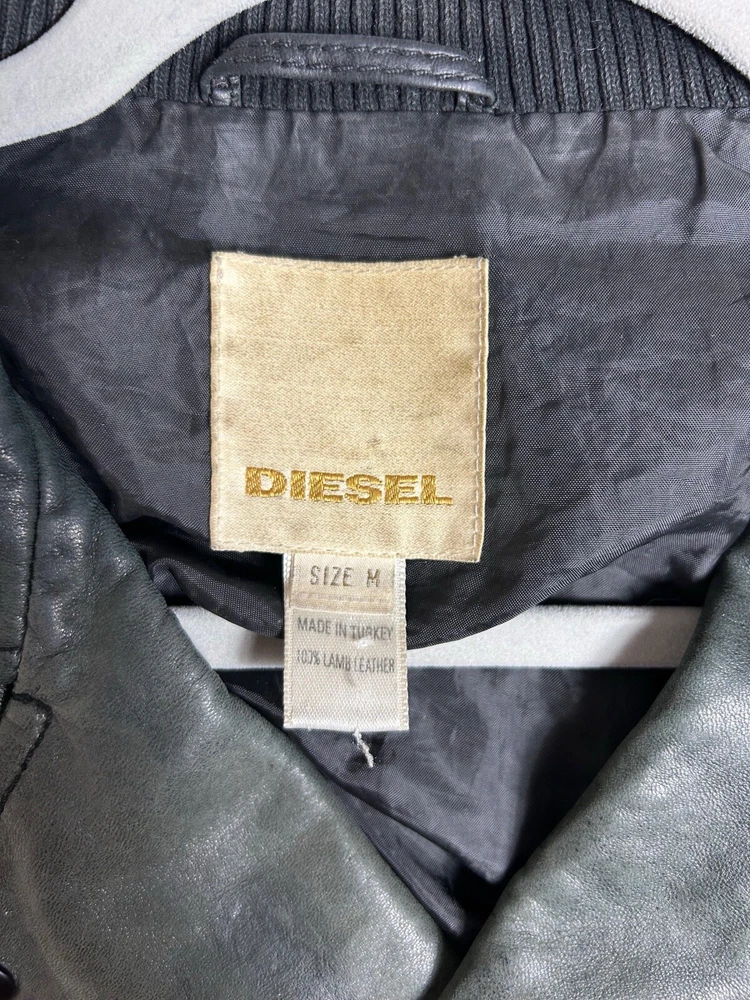 DIESEL
SIZE M
MADE IN TURKEY
100% LAMB LEATHER